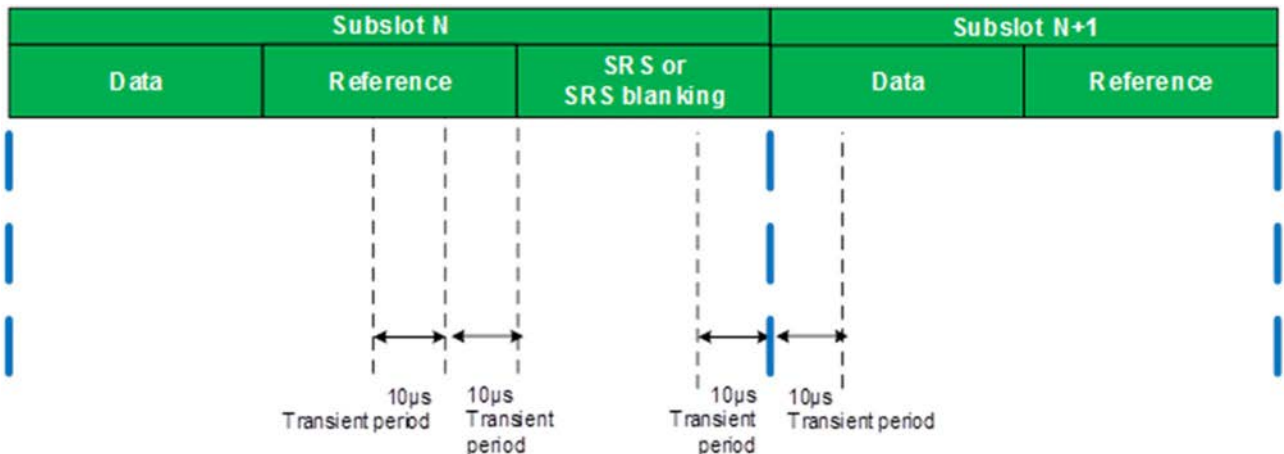 Subslot N
Subslot N+1
Data
Reference
SRS or
SRS blanking
Data
Reference
10µs
Transient period
10µs
Transient
period
10µs
Transient
period
10µs
Transient period